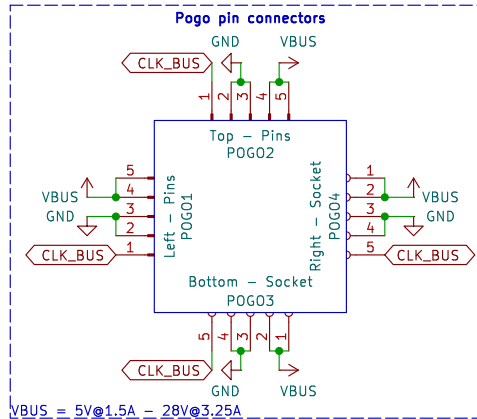 Pogo pin connectors
GND VBUS
CLK_BUS
1 2 3 4 5
Top - Pins
POGO2
5
4
3
2
1
VBUS
GND
CLK_BUS
Left - Pins
POGO1
Right - Socket
POGO4
1
2
3
4
5
VBUS
GND
CLK_BUS
Bottom - Socket
POGO3
5 4 3 2 1
CLK_BUS
GND VBUS
VBUS = 5V@1.5A - 28V@3.25A